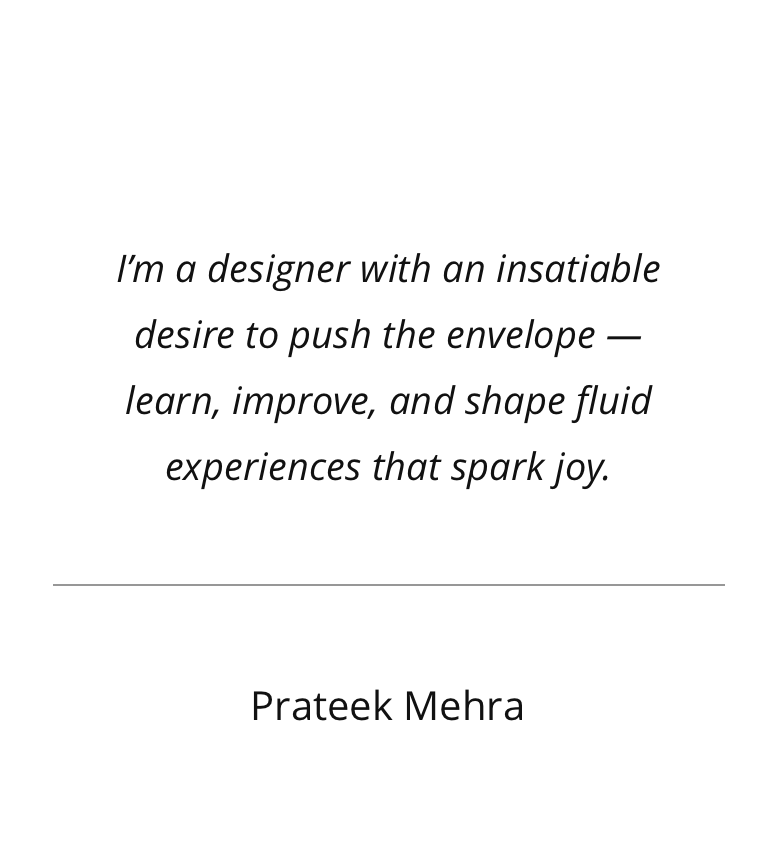 I’m a designer with an insatiable
desire to push the envelope —
learn, improve, and shape fluid
experiences that spark joy.
Prateek Mehra